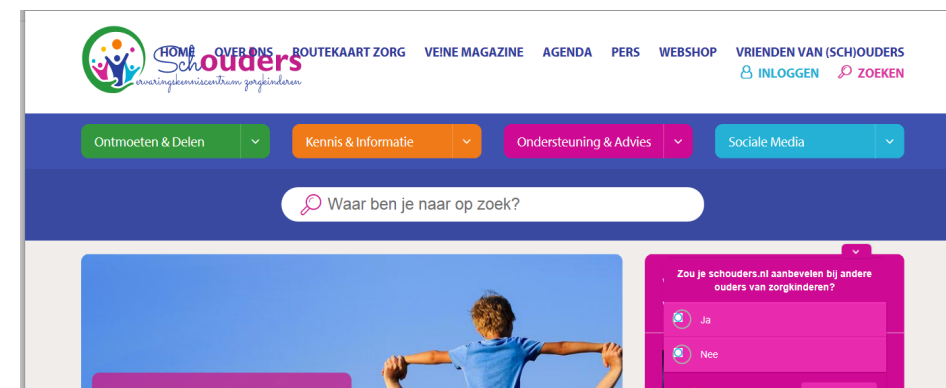 Schouders
ervaringskenniscentrum zorgkinderen
HOME OVER ONS ROUTEKAART ZORG VEINE MAGAZINE AGENDA PERS WEBSHOP VRIENDEN VAN (SCH)OUDERS
INLOGGEN ZOEKEN
Ontmoeten & Delen Kennis & Informatie Ondersteuning & Advies Sociale Media
Waar ben je naar op zoek?
Zou je schouders.nl aanbevelen bij andere
ouders van zorgkinderen?
Ja
Nee